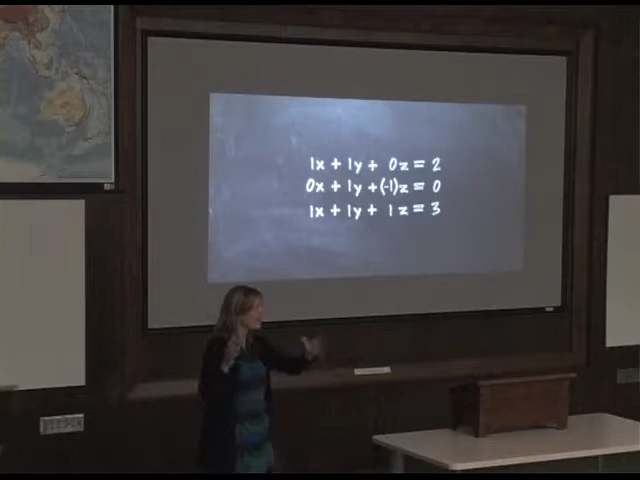 1x + 1y + 0z = 2
0x + 1y + (-1)z = 0
1x + 1y + 1z = 3